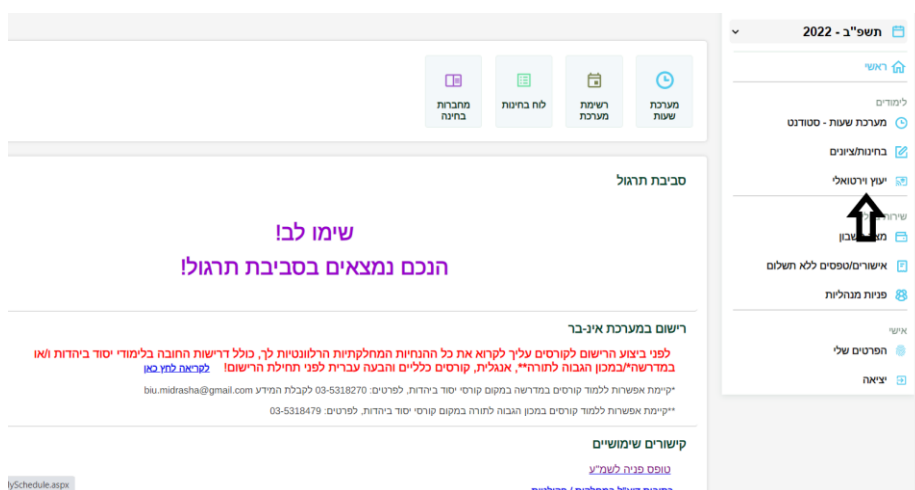 תשפ"ב - 2022
ראשי
לימודים
מערכת שעות - סטודנט
בחינות/ציונים
יעוץ וירטואלי
אישורים/טפסים ללא תשלום
פניות מנהליות
אישי
הפרטים שלי
יציאה
מערכת שעות
רשימת מערכת
לוח בחינות
מחברות בחינה
סביבת תרגול
שימו לב!
הנכם נמצאים בסביבת תרגול!
רישום במערכת אינ-בר
לפני ביצוע הרישום לקורסים עליך לקרוא את כל ההנחיות המחלקתיות הרלוונטיות לך, כולל דרישות החובה בלימודי יסוד ביהדות ו/או
במדרשה*/במכון הגבוה לתורה**, אנגלית, קורסים כלליים והבעה עברית לפני תחילת הרישום! לקריאה לחץ כאן
*קיימת אפשרות ללמוד קורסים במדרשה במקום קורסי יסוד ביהדות, לפרטים: 03-5318270 לקבלת המידע biu.midrasha@gmail.com
**קיימת אפשרות ללמוד קורסים במכון הגבוה לתורה במקום קורסי יסוד ביהדות, לפרטים: 03-5318479
קישורים שימושיים
טופס פניה לשמ"ע
lySchedule.aspx